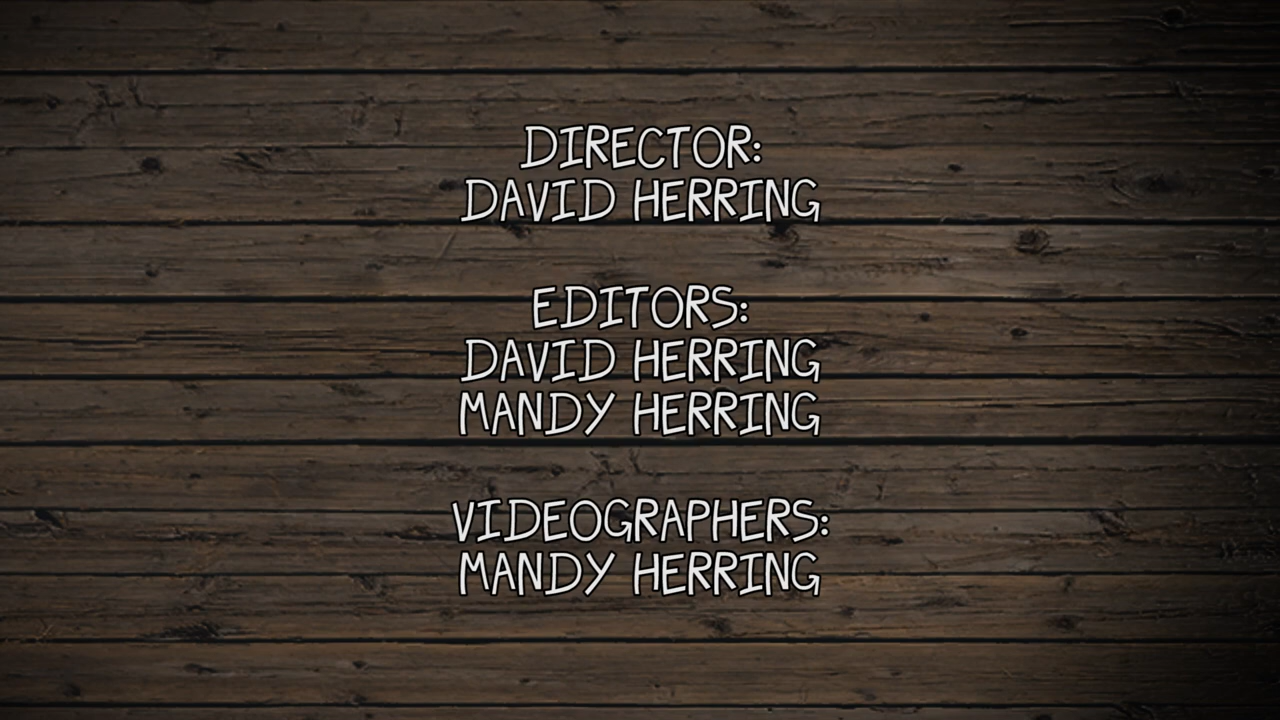 DIRECTOR:
DAVID HERRING
EDITORS:
DAVID HERRING
MANDY HERRING
VIDEOGRAPHERS:
MANDY HERRING